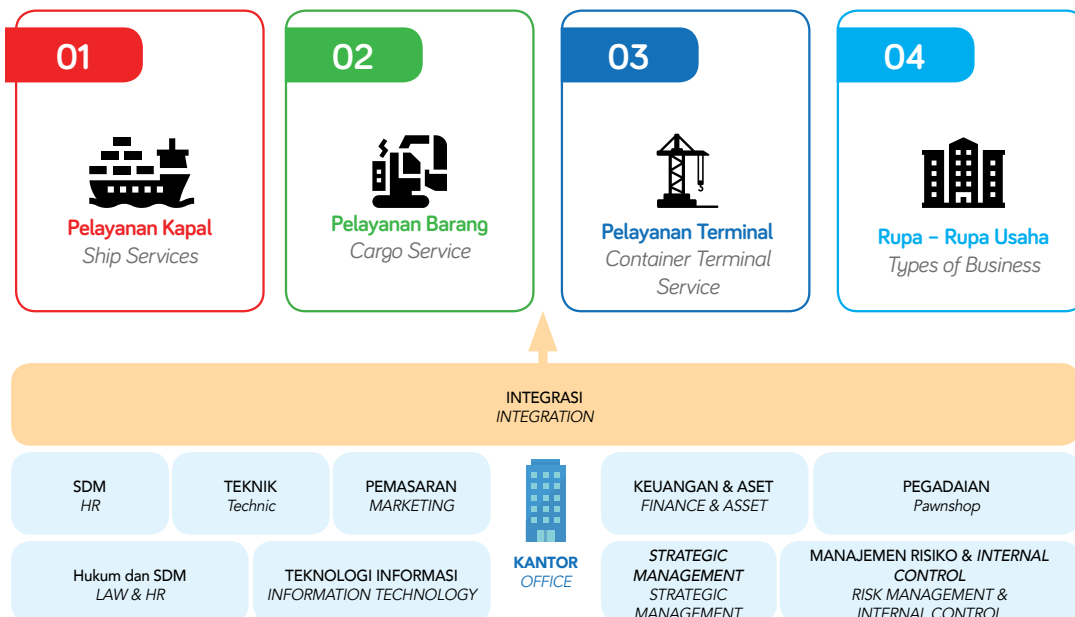 01
02
03
04
Pelayanan Kapal
Ship Services
Pelayanan Barang
Cargo Service
Pelayanan Terminal
Container Terminal
Service
Rupa – Rupa Usaha
Types of Business
INTEGRASI
INTEGRATION
SDM
HR
TEKNIK
Technic
PEMASARAN
MARKETING
KEUANGAN & ASET
FINANCE & ASSET
PEGADAIAN
Pawnshop
Hukum dan SDM
LAW & HR
TEKNOLOGI INFORMASI
INFORMATION TECHNOLOGY
KANTOR
OFFICE
STRATEGIC
MANAGEMENT
STRATEGIC
MANAGEMENT
MANAJEMEN RISIKO & INTERNAL
CONTROL
RISK MANAGEMENT &
INTERNAL CONTROL